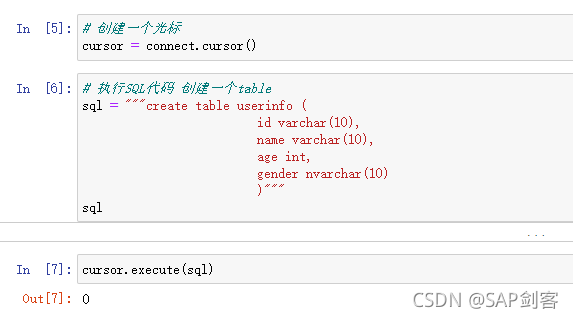 In [5]: # 创建一个光标
cursor = connect.cursor()
In [6]: # 执行SQL代码 创建一个table
sql = """create table userinfo (
id varchar(10),
name varchar(10),
age int,
gender nvarchar(10)
)"""
sql
...
In [7]: cursor.execute(sql)
Out[7]: 0
CSDN @SAP剑客